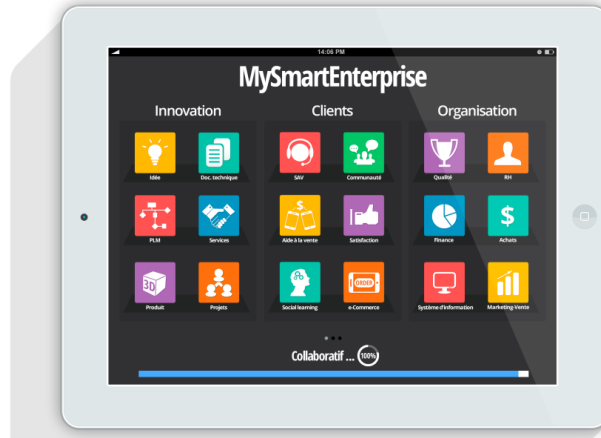 14:06 PM
MySmartEnterprise
Innovation
Clients
Organisation
Idée
Doc. technique
SAV
Communauté
Qualité
RH
PLM
Services
Aide à la vente
Satisfaction
Finance
Achats
3D
ORDER
Produit
Projets
Social learning
e-Commerce
Système d'information
Marketing-Vente
Collaboratif ... 100%